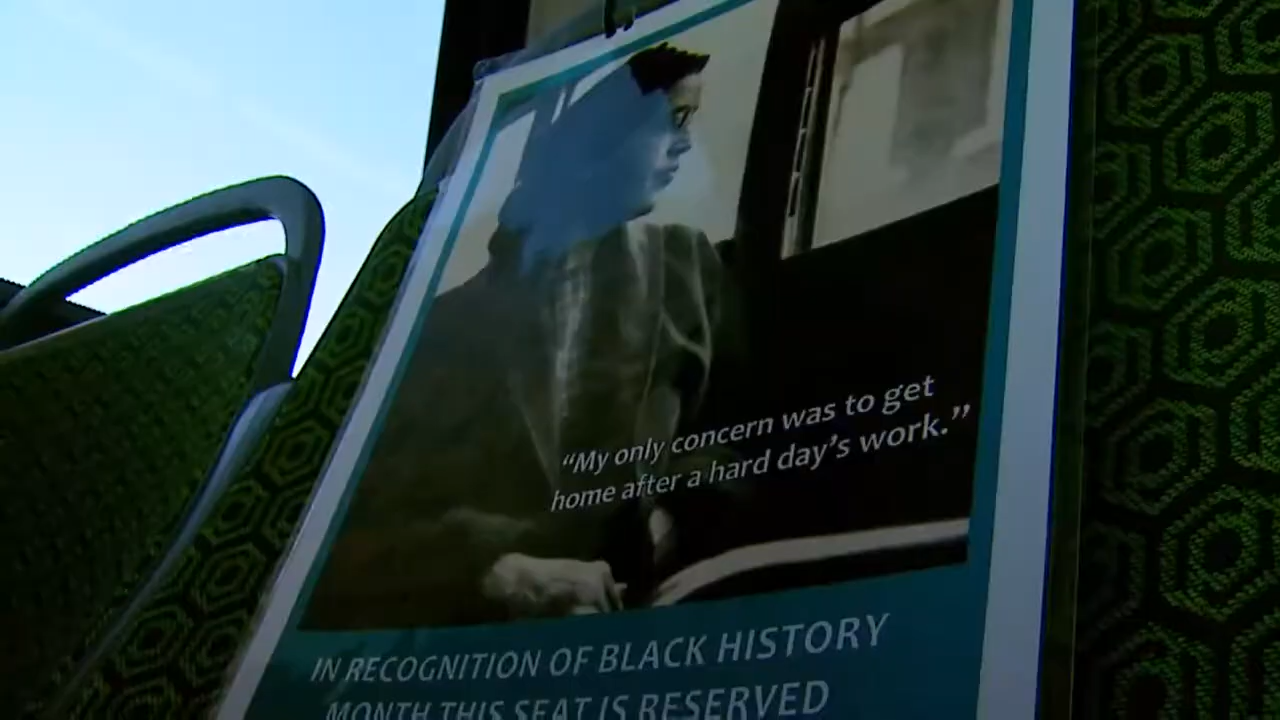 “My only concern was to get
home after a hard day’s work.”
IN RECOGNITION OF BLACK HISTORY
MONTH THIS SEAT IS RESERVED